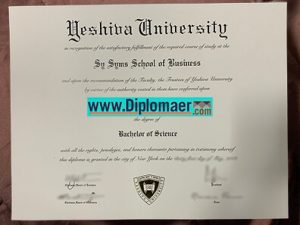 Yeshiva University
in recognition of the satisfactory fulfillment of the required course of study at the
Sy Syms School of Business
and upon the recommendation of the Faculty, the Trustees of Yeshiva University
by virtue of the authority vested in them have conferred upon
www.Diplomaer.com
the degree of
Bachelor of Science
with all the rights, privileges, and honors thereunto pertaining in testimony whereof
this diploma is granted in the city of New York on the